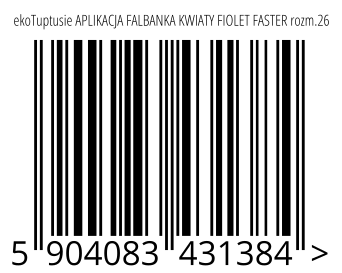 ekoTuptusie APLIKACJA FALBANKA KWIATY FIOLET FASTER rozm.26
5 904083 431384 >